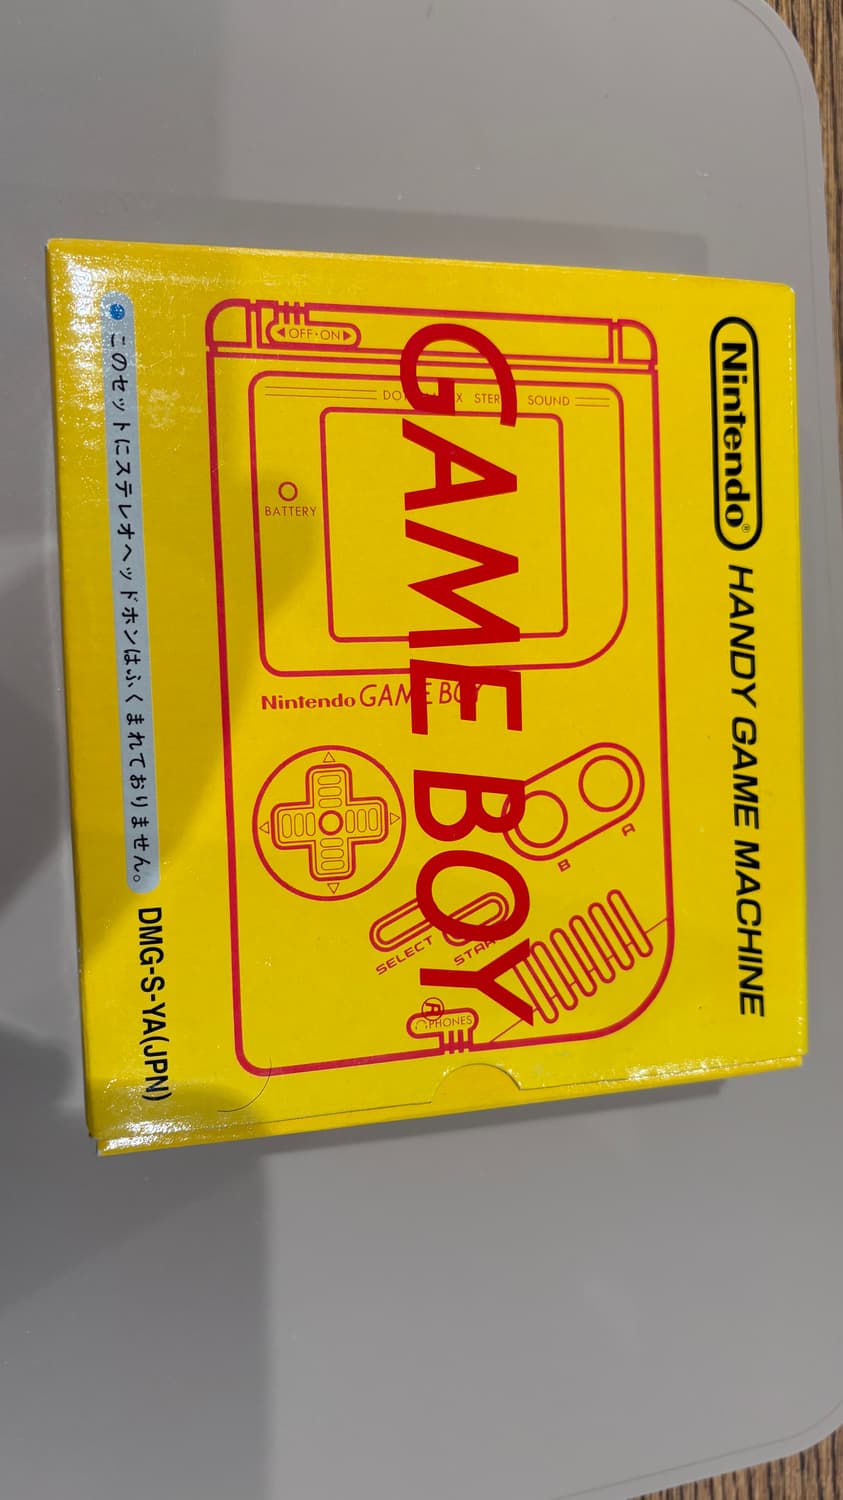 Nintendo® HANDY GAME MACHINE
GAME BOY®
◀OFF・ON▶
SOUND
BATTERY
Nintendo GAME BOY
B
A
SELECT
PHONES
●このセットにステレオヘッドホンはふくまれておりません。
DMG-S-YA(JPN)